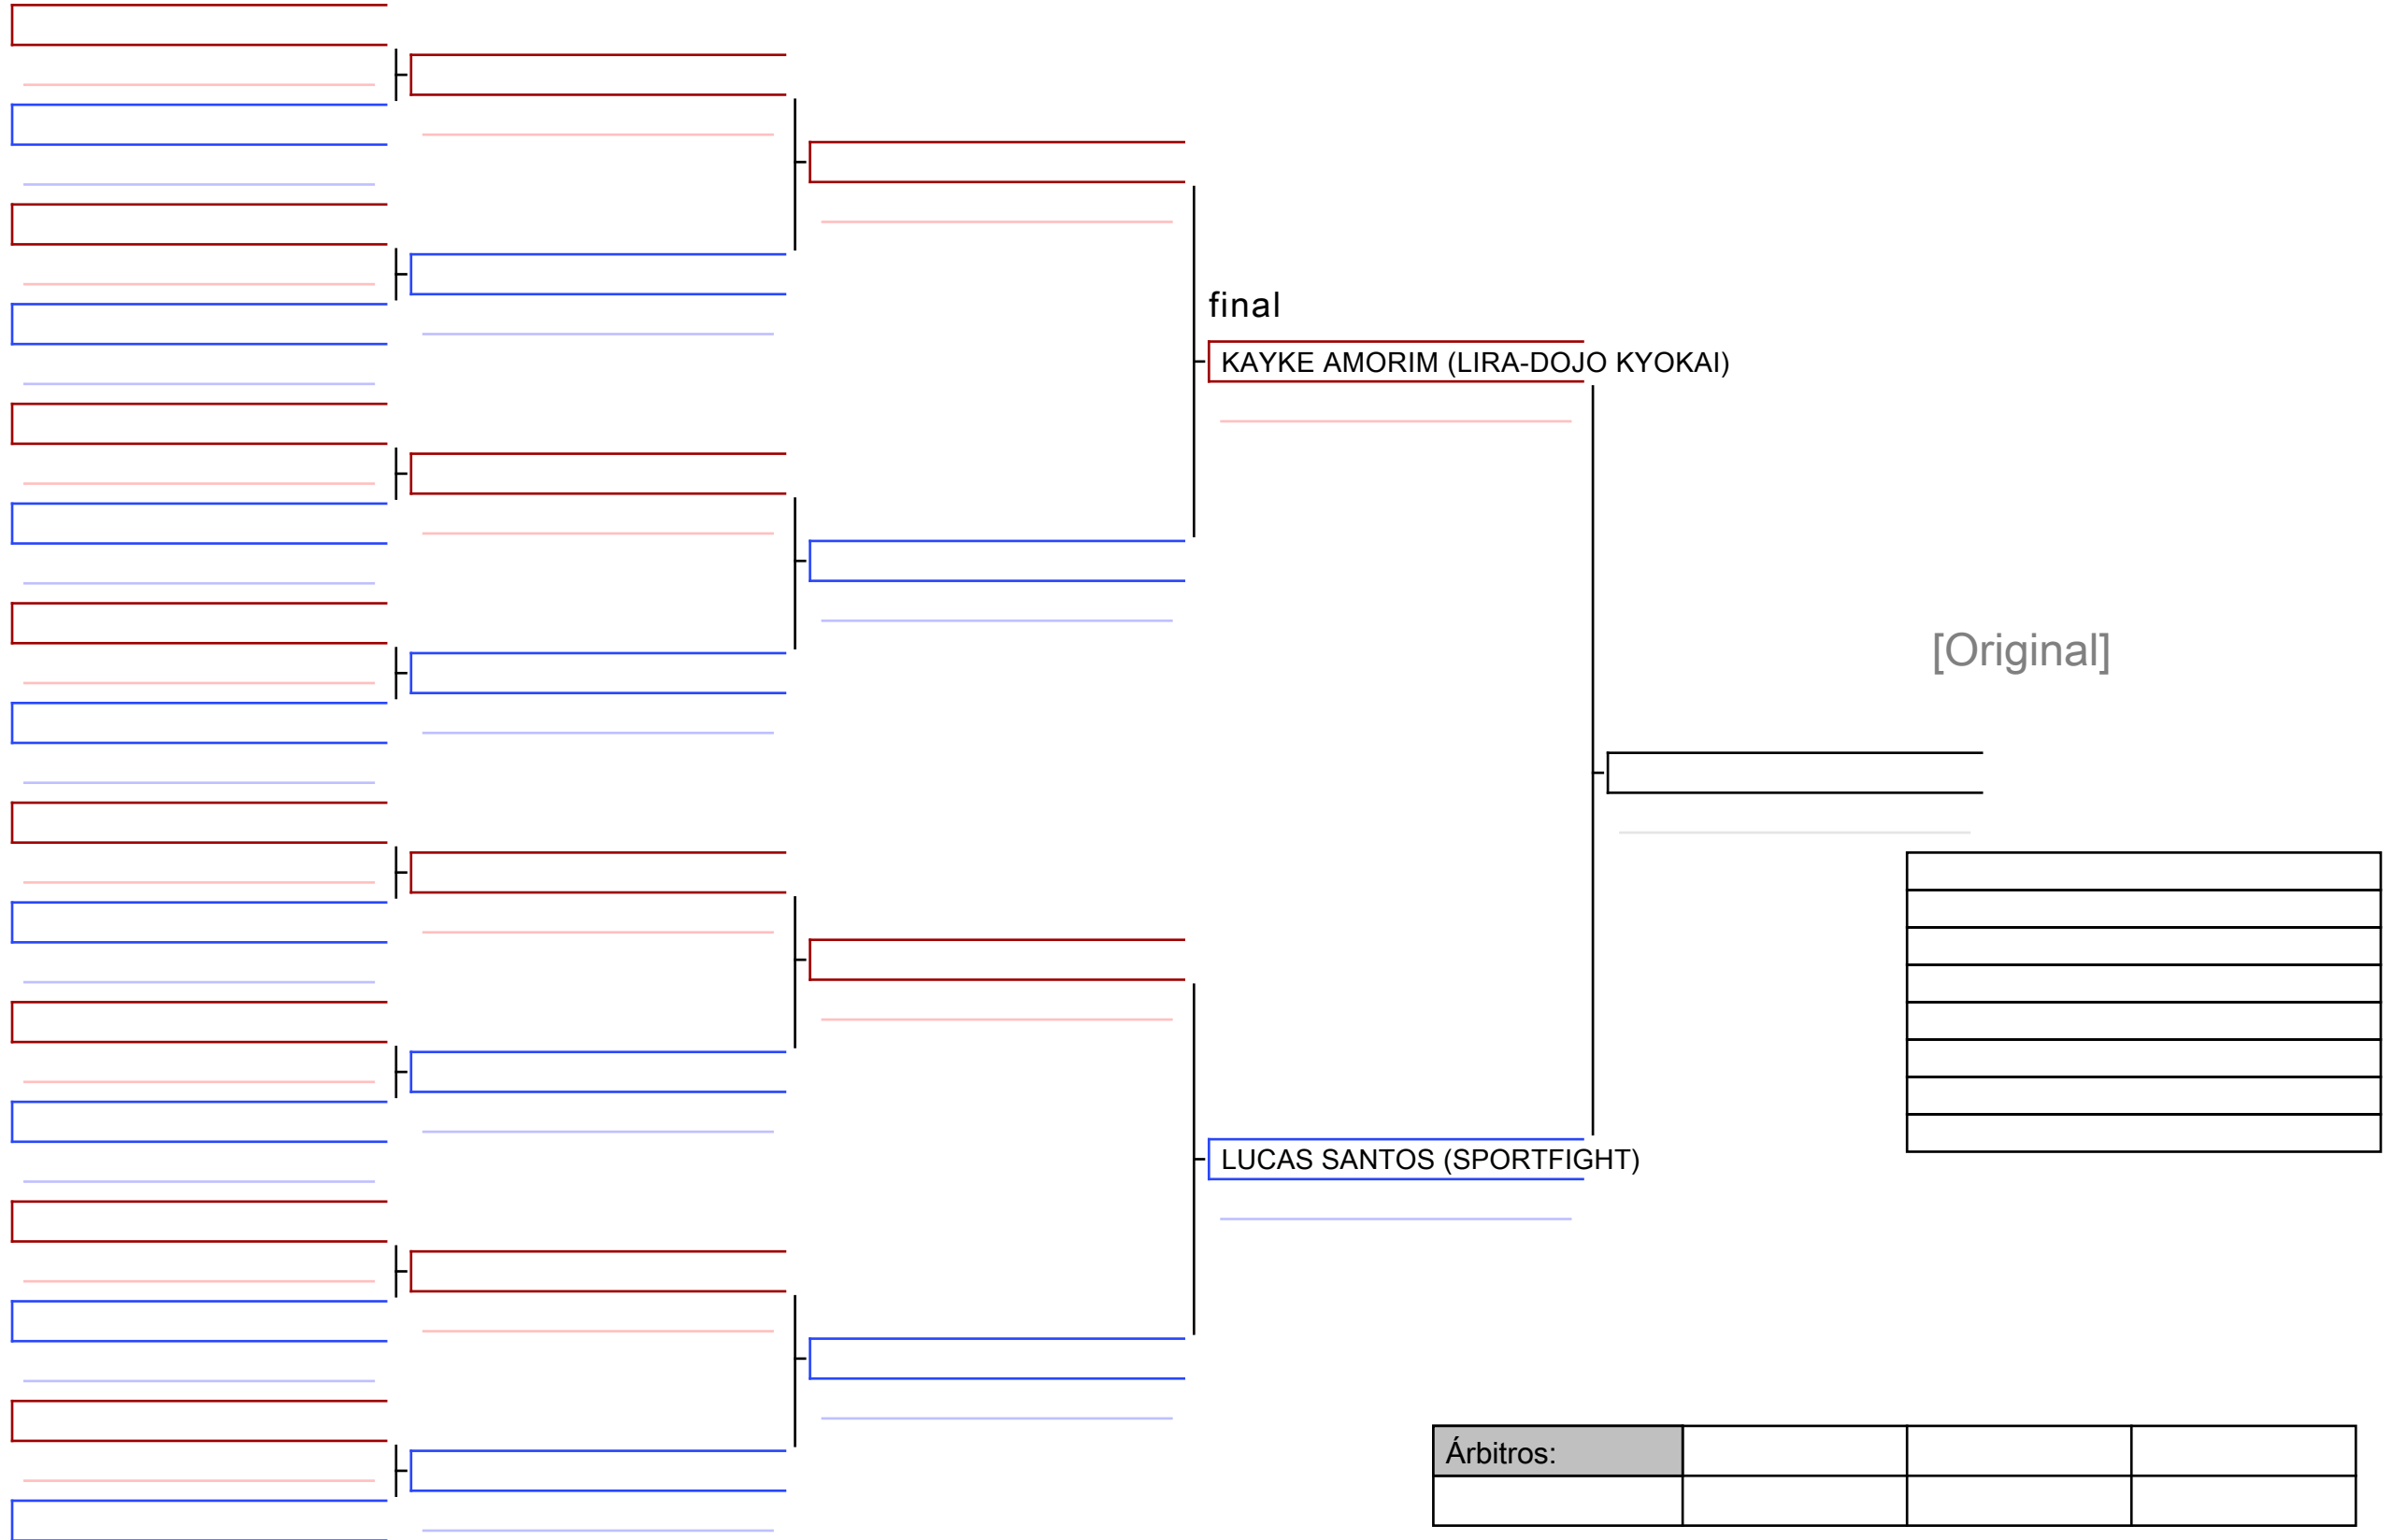 final
KAYKE AMORIM (LIRA-DOJO KYOKAI)
[Original]
LUCAS SANTOS (SPORTFIGHT)
Árbitros: